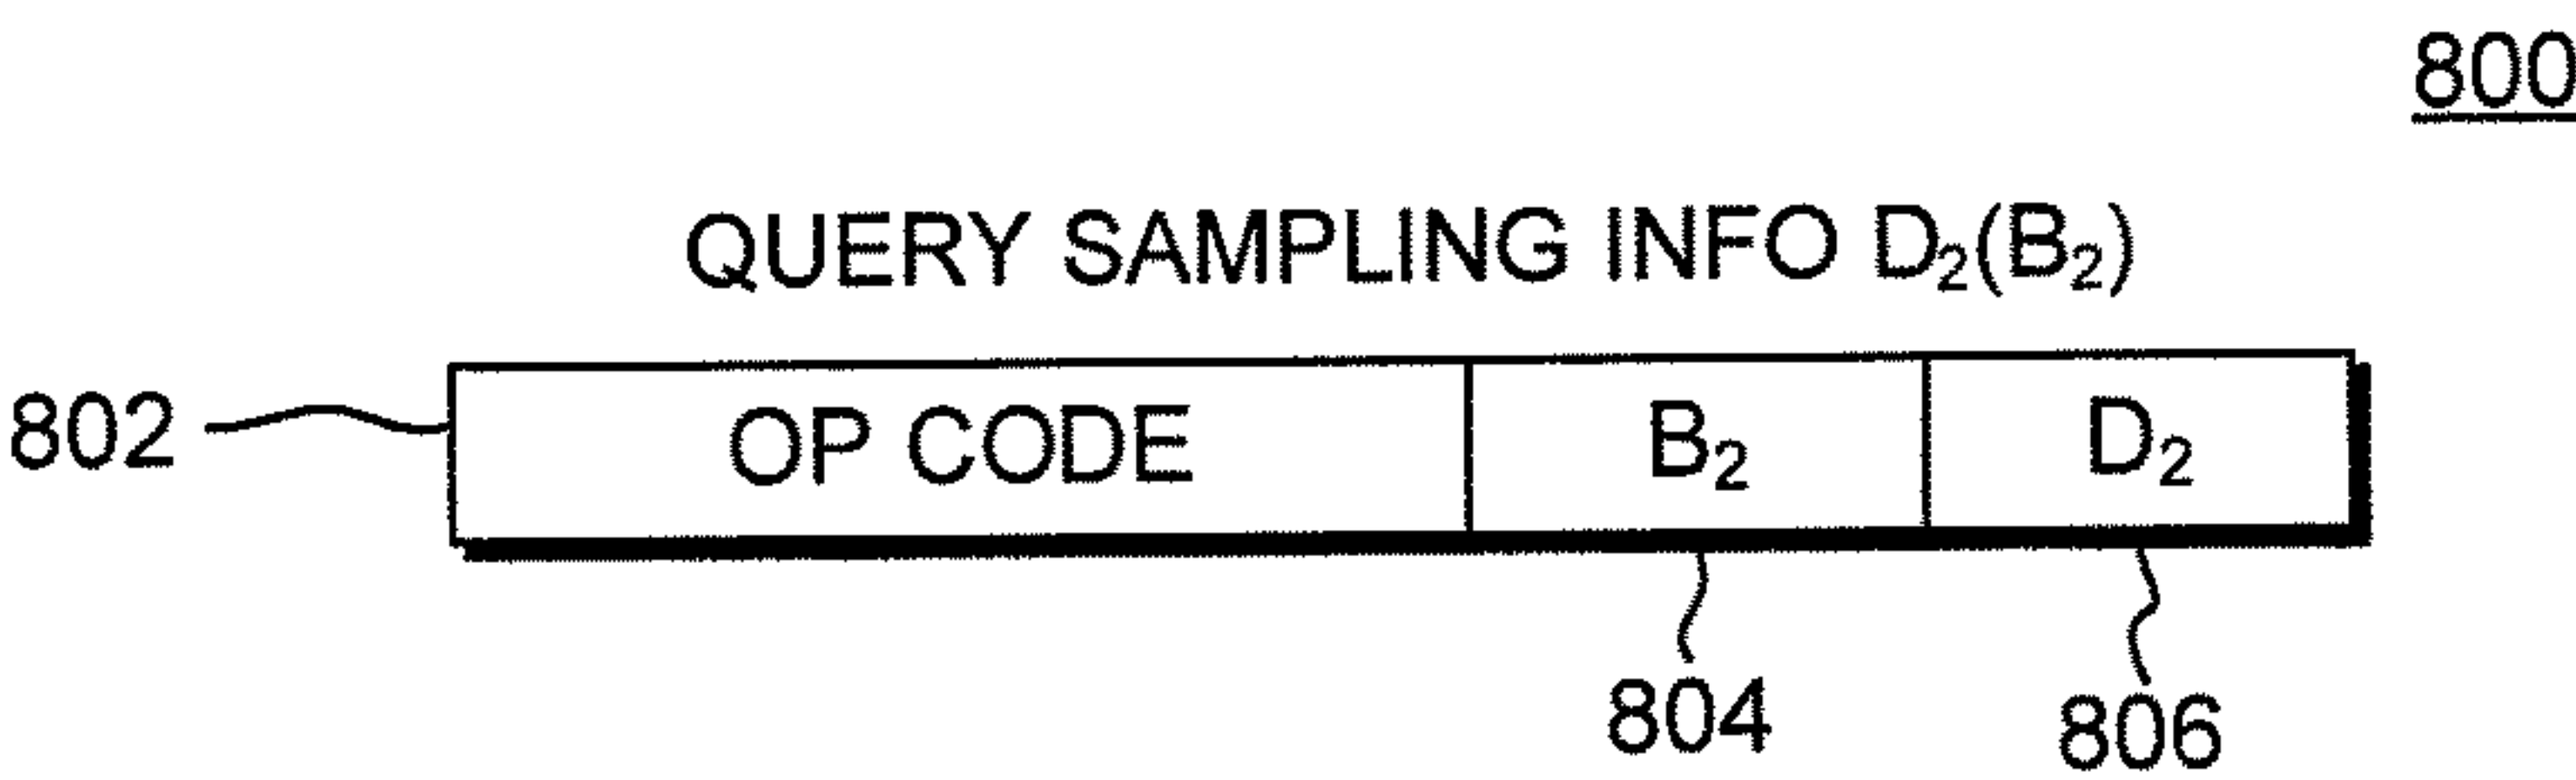 800
QUERY SAMPLING INFO D₂(B₂)
802 OP CODE B₂ D₂
804 806